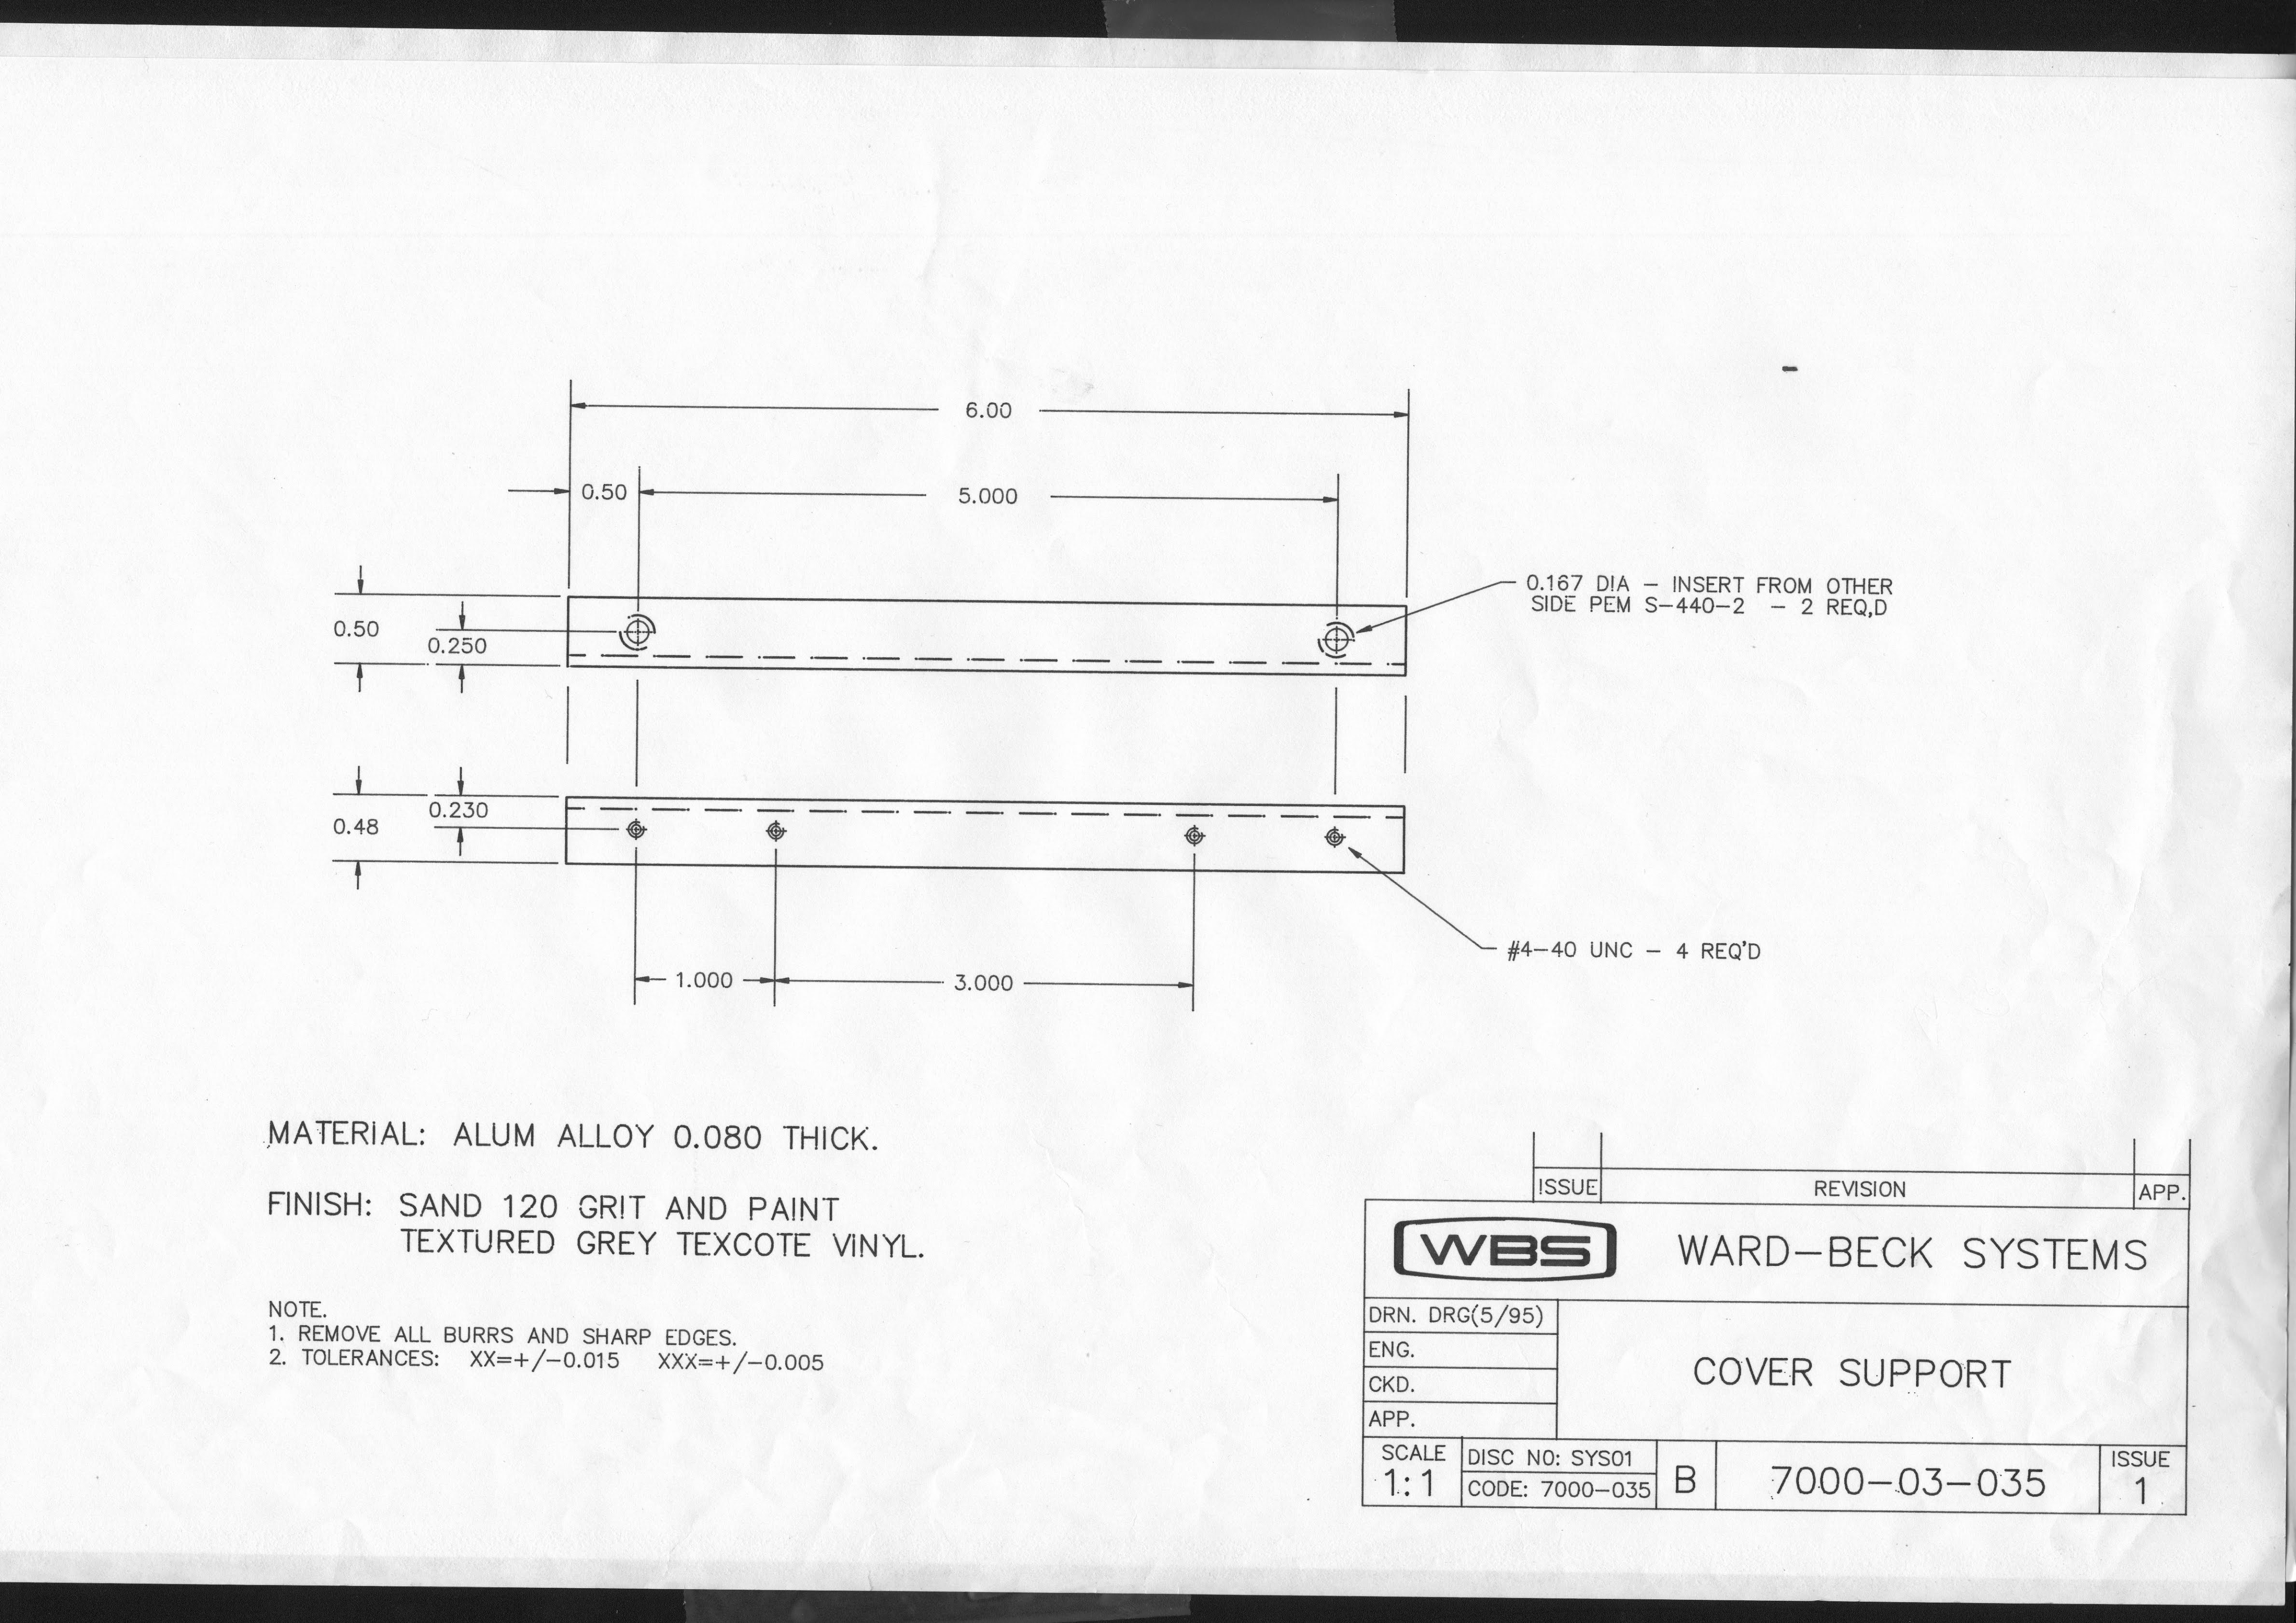 6.00
0.50
5.000
0.167 DIA – INSERT FROM OTHER
SIDE PEM S–440–2 – 2 REQ,D
0.50
0.250
0.230
0.48
#4–40 UNC – 4 REQ'D
1.000
3.000
MATERIAL: ALUM ALLOY 0.080 THICK.
FINISH: SAND 120 GRIT AND PAINT
TEXTURED GREY TEXCOTE VINYL.
NOTE.
1. REMOVE ALL BURRS AND SHARP EDGES.
2. TOLERANCES: XX=+/–0.015 XXX=+/–0.005
ISSUE
REVISION
APP.
WBS
WARD–BECK SYSTEMS
DRN. DRG(5/95)
ENG.
CKD.
APP.
COVER SUPPORT
SCALE
1:1
DISC NO: SYS01
CODE: 7000–035
B
7000–03–035
ISSUE
1